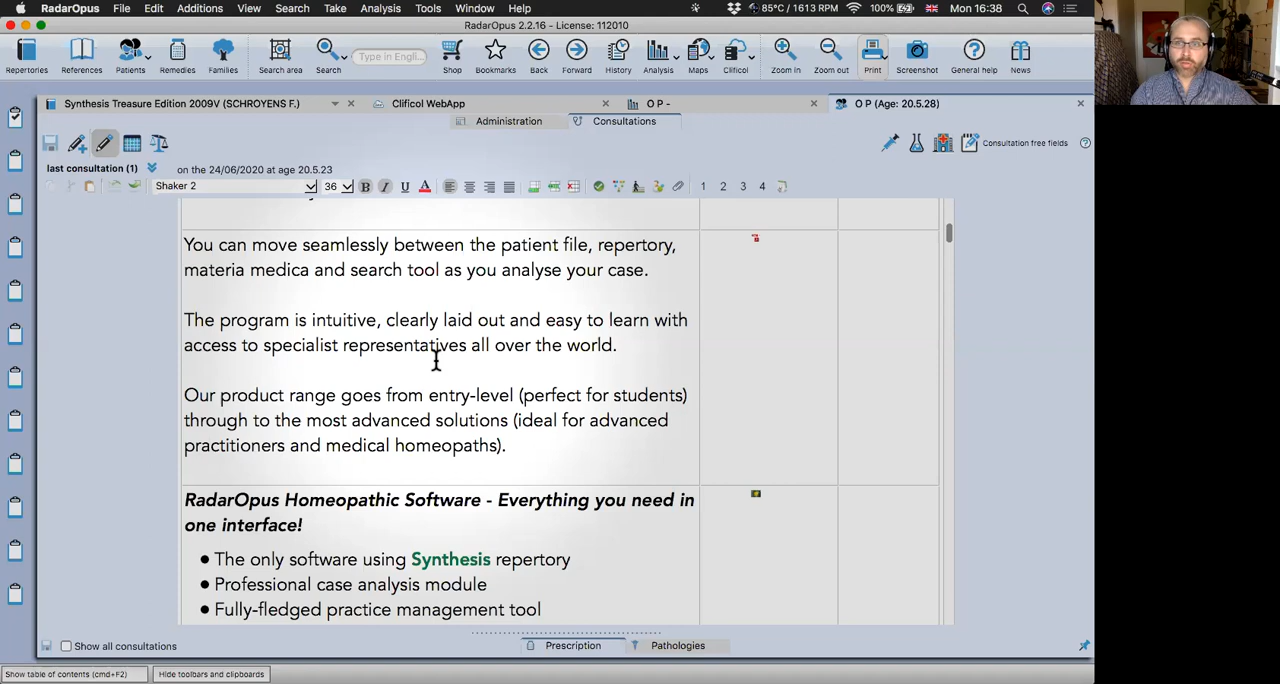 RadarOpus File Edit View Search Take Analysis Tools Window Help 85°C / 1613 RPM 100% Mon 16:38
RadarOpus 2.2.16 - License: 112010
Type in Engli...
Repertories References Patients Remedies Families Search area Search Shop Bookmarks Back Forward History Analysis Maps Clificol Zoom in Zoom out Print Screenshot General help News
Synthesis Treasure Edition 2009V (SCHROYENS F.) Clificol WebApp O P - O P (Age: 20.5.28)
Administration Consultations
Consultation free fields
last consultation (1) on the 24/06/2020 at age 20.5.23
Shaker 2 36 B I U A 1 2 3 4
You can move seamlessly between the patient file, repertory,
materia medica and search tool as you analyse your case.
The program is intuitive, clearly laid out and easy to learn with
access to specialist representatives all over the world.
Our product range goes from entry-level (perfect for students)
through to the most advanced solutions (ideal for advanced
practitioners and medical homeopaths).
RadarOpus Homeopathic Software - Everything you need in
one interface!
● The only software using Synthesis repertory
● Professional case analysis module
● Fully-fledged practice management tool
Show all consultations Prescription Pathologies
Show table of contents (cmd+F2) Hide toolbars and clipboards